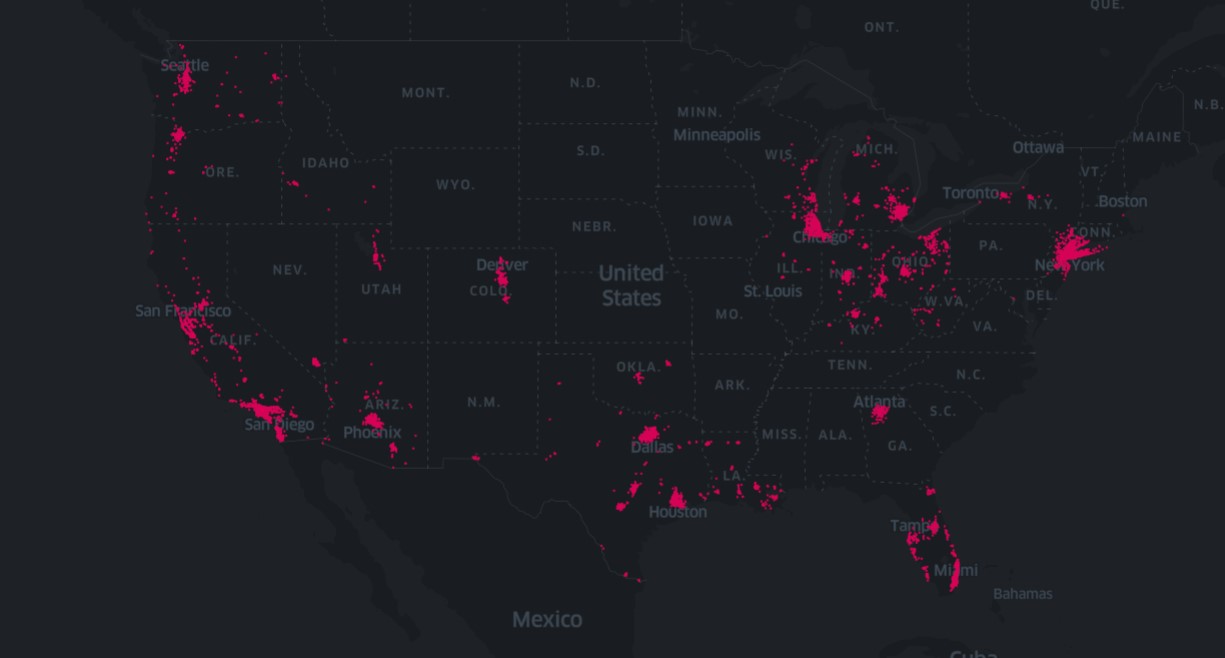 QUE.
ONT.
Seattle
N.D.
MONT.
N.B.
MINN.
Minneapolis
MAINE
Ottawa
S.D.
WIS.
MICH.
IDAHO
ORE.
VT.
WYO.
Toronto
N.Y.
Boston
IOWA
NEBR.
CONN.
Chicago
PA.
OHIO
New York
Denver
NEV.
United
States
ILL.
IND.
UTAH
COLO.
St. Louis
DEL.
W.VA.
San Francisco
MO.
VA.
KY.
CALIF.
TENN.
OKLA.
N.C.
ARK.
ARIZ.
N.M.
Atlanta
S.C.
San Diego
Phoenix
MISS.
ALA.
GA.
Dallas
LA.
Houston
Tampa
Miami
Bahamas
Mexico
Cuba